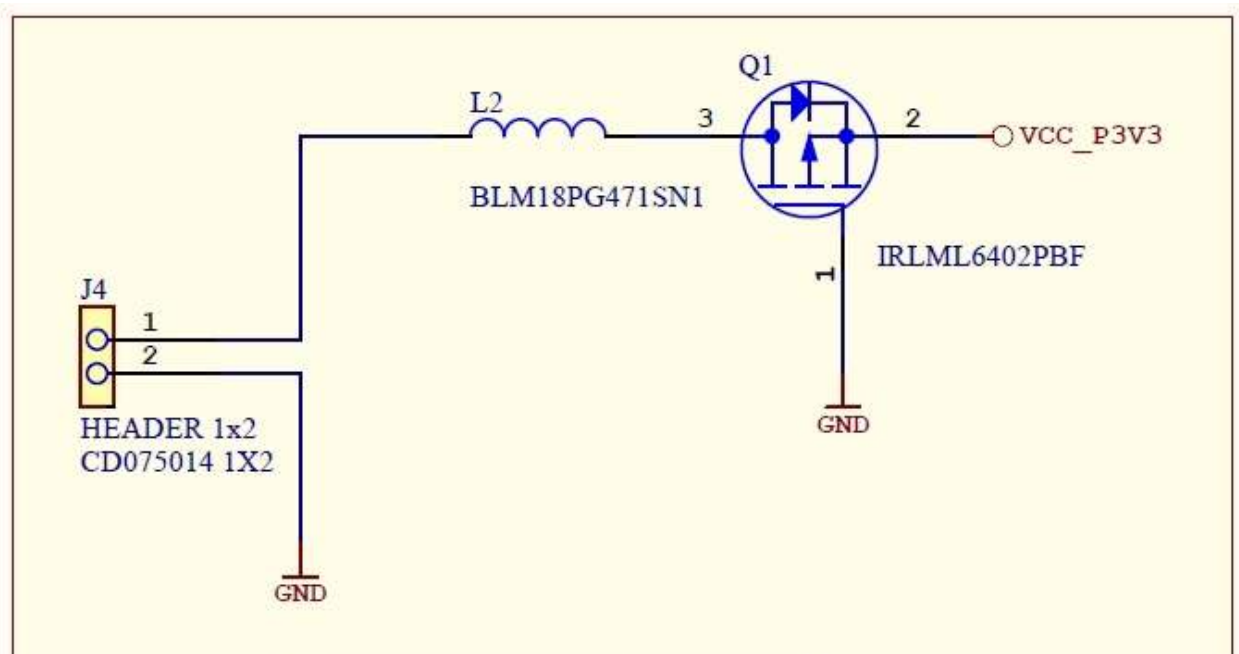 Q1
L2
3
2
VCC_P3V3
BLM18PG471SN1
IRLML6402PBF
1
J4
1
2
HEADER 1x2
CD075014 1X2
GND
GND